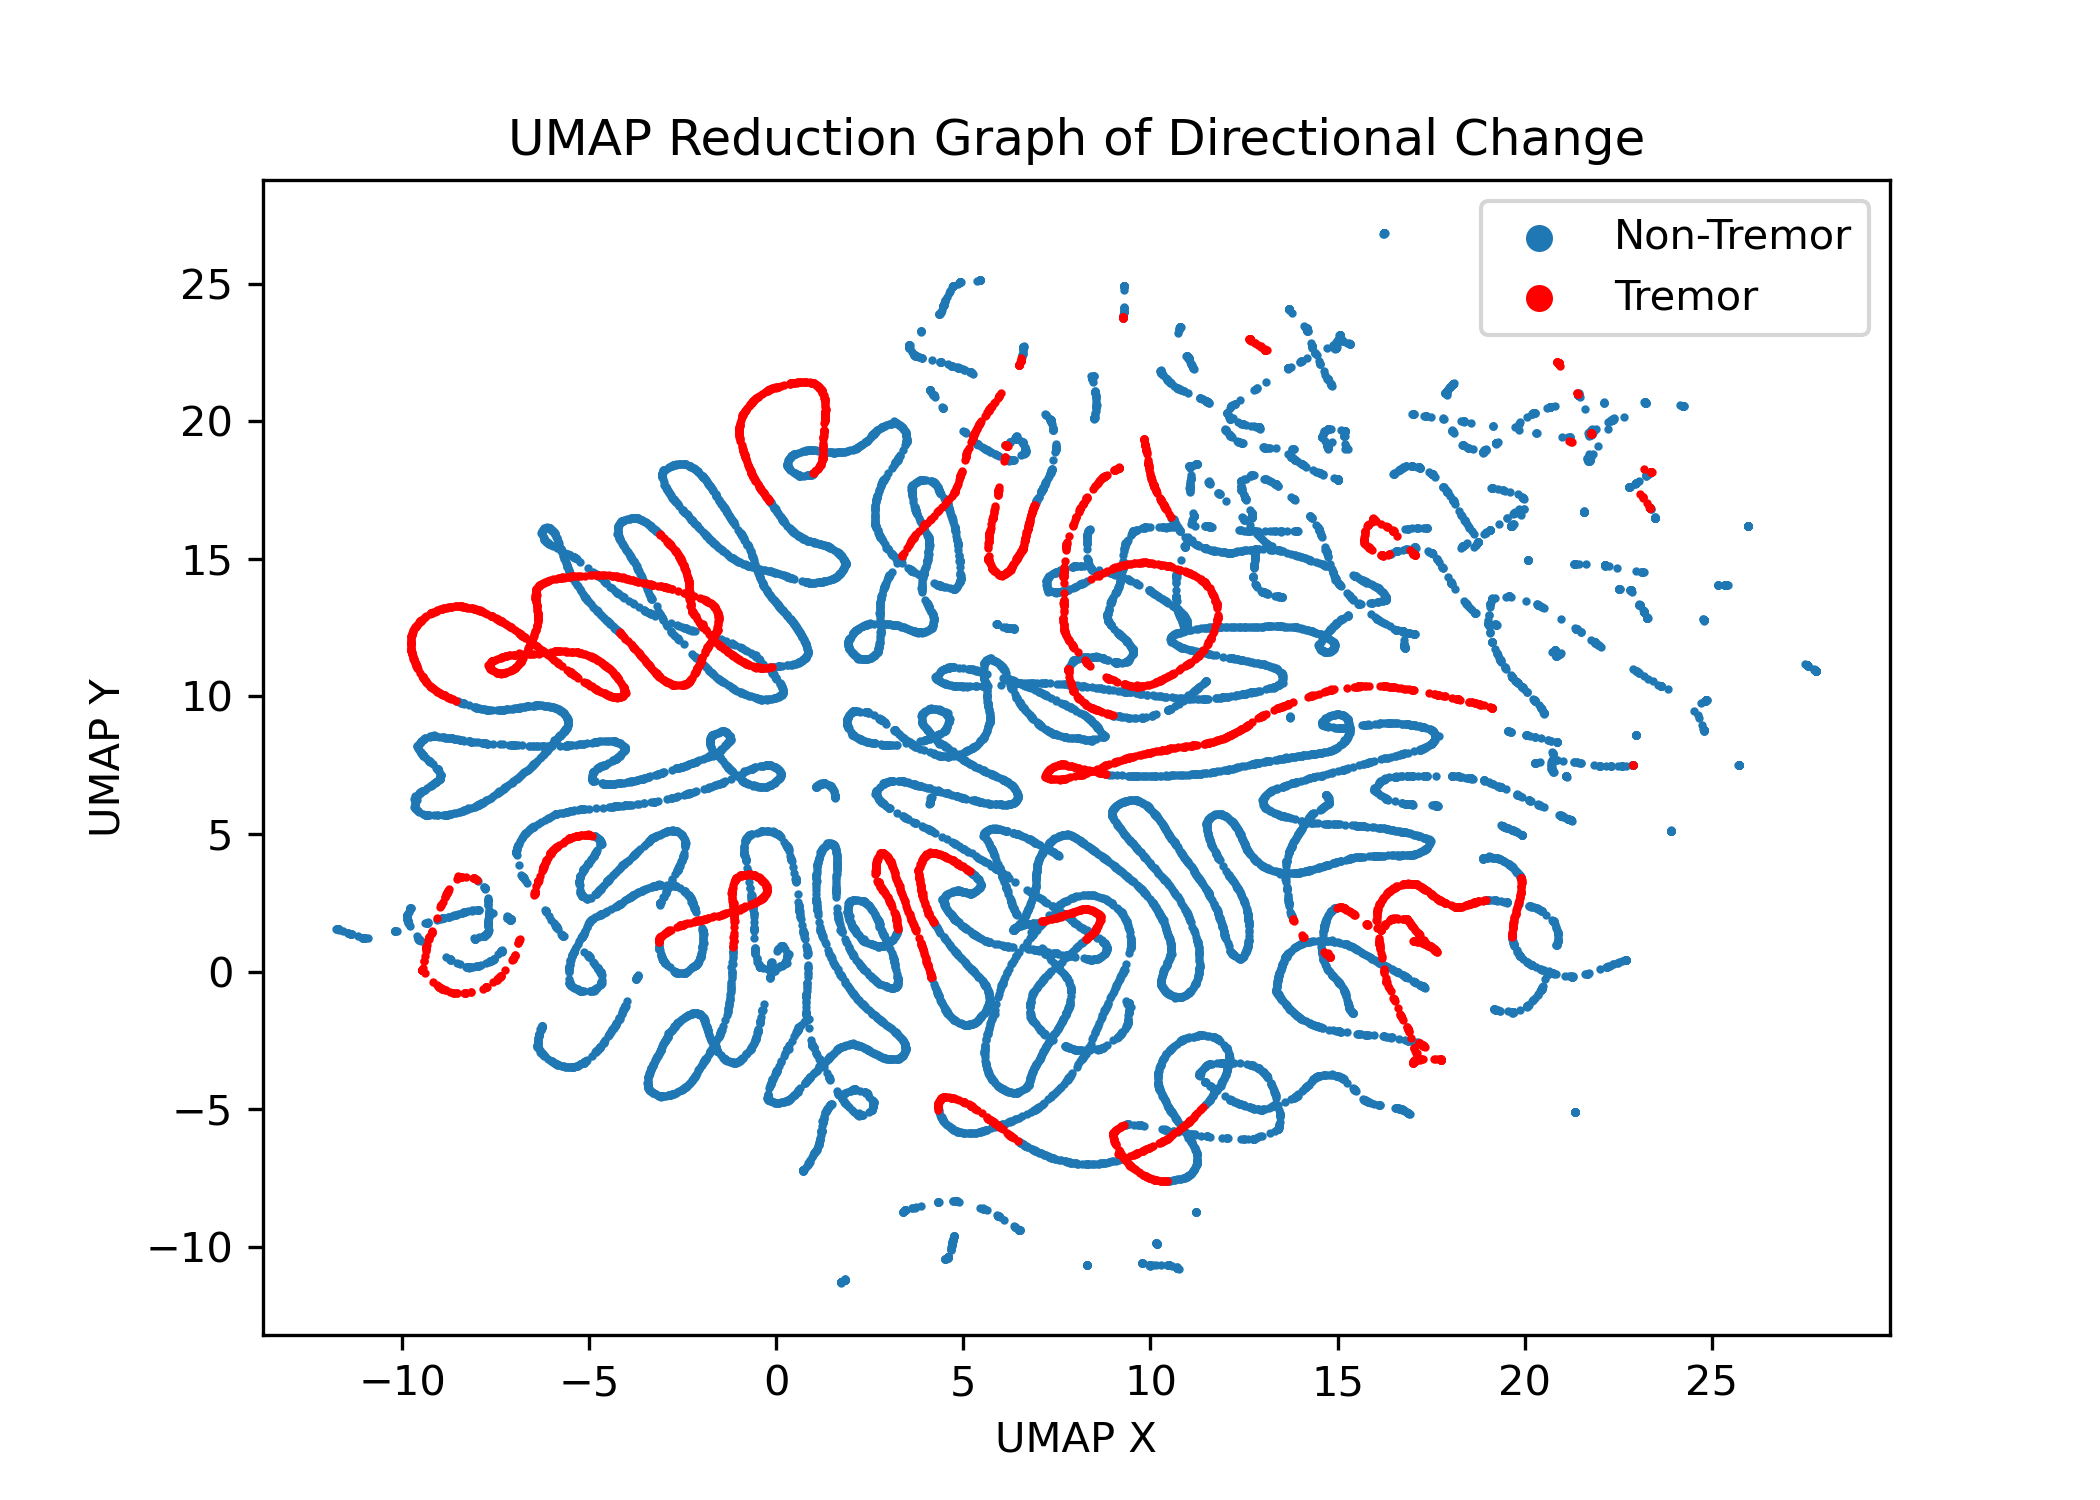 UMAP Reduction Graph of Directional Change
Non-Tremor
Tremor
25
20
15
10
5
0
−5
−10
UMAP Y
−10 −5 0 5 10 15 20 25
UMAP X